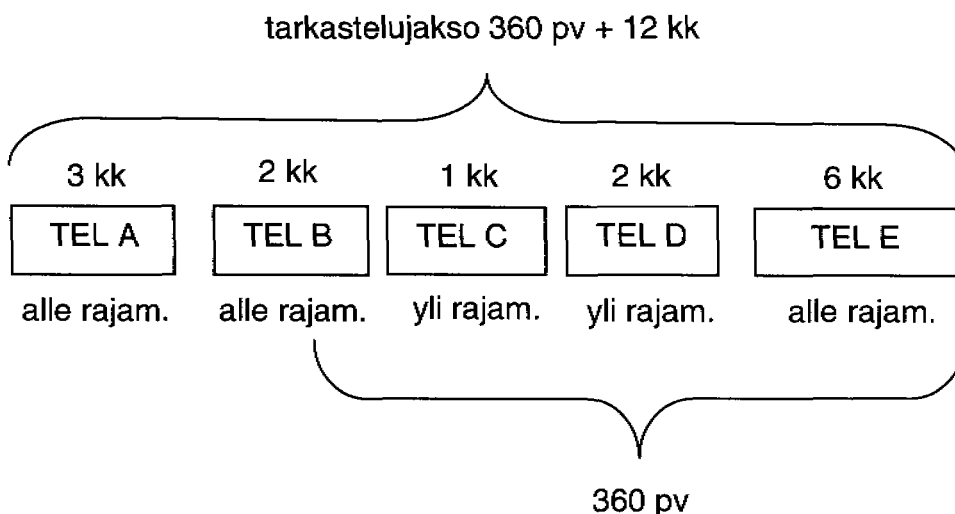 tarkastelujakso 360 pv + 12 kk
3 kk 2 kk 1 kk 2 kk 6 kk
TEL A TEL B TEL C TEL D TEL E
alle rajam. alle rajam. yli rajam. yli rajam. alle rajam.
360 pv